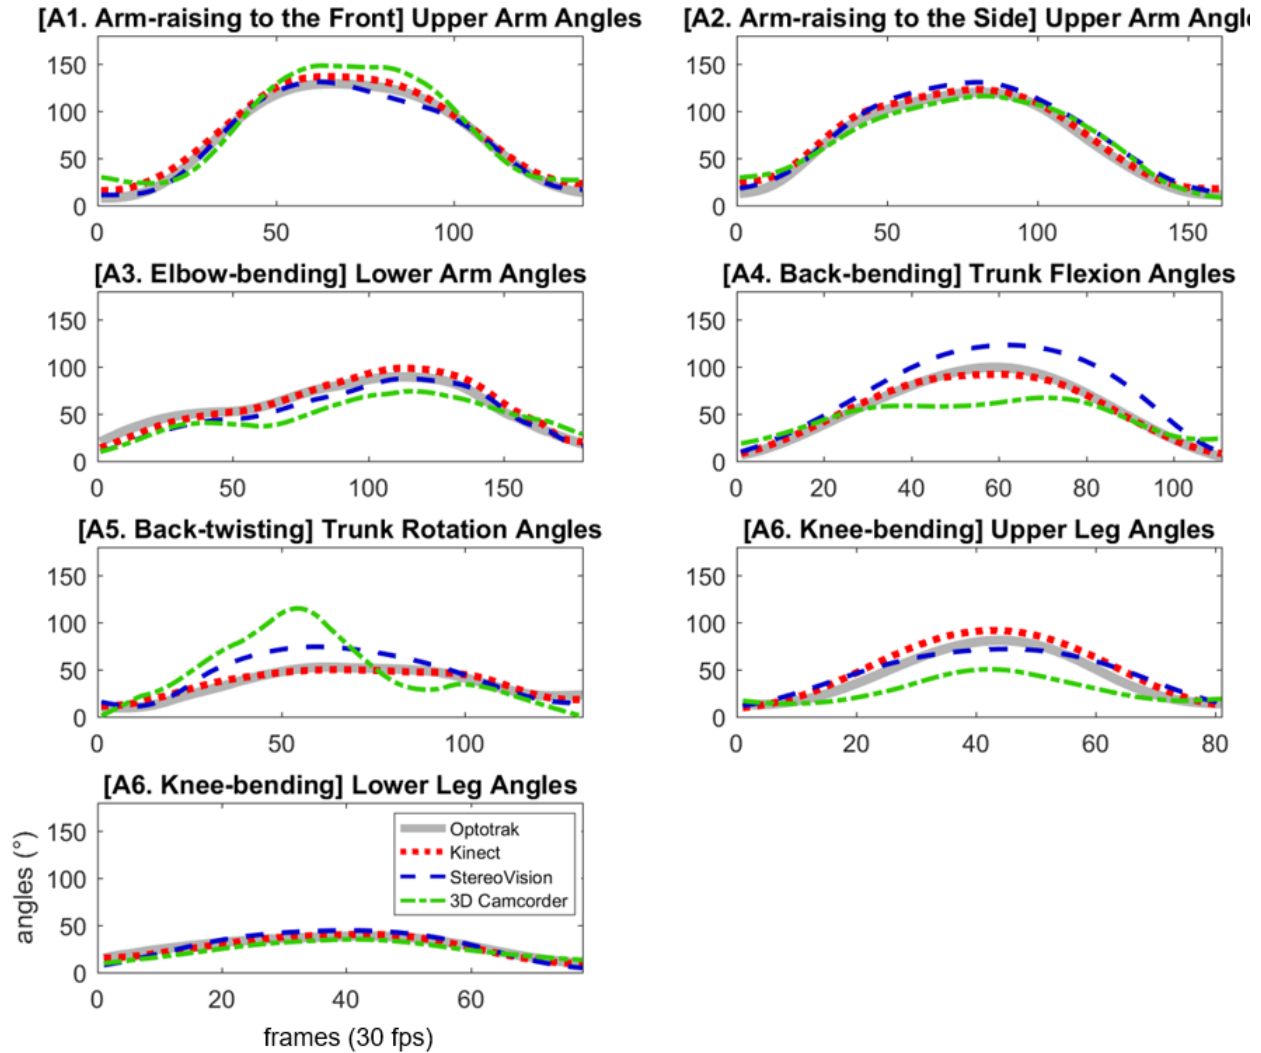 [A1. Arm-raising to the Front] Upper Arm Angles
150
100
50
0
0 50 100
[A2. Arm-raising to the Side] Upper Arm Angl
150
100
50
0
0 50 100 150
[A3. Elbow-bending] Lower Arm Angles
150
100
50
0
0 50 100 150
[A4. Back-bending] Trunk Flexion Angles
150
100
50
0
0 20 40 60 80 100
[A5. Back-twisting] Trunk Rotation Angles
150
100
50
0
0 50 100
[A6. Knee-bending] Upper Leg Angles
150
100
50
0
0 20 40 60 80
[A6. Knee-bending] Lower Leg Angles
angles (°)
150
100
50
0
Optotrak
Kinect
StereoVision
3D Camcorder
0 20 40 60
frames (30 fps)